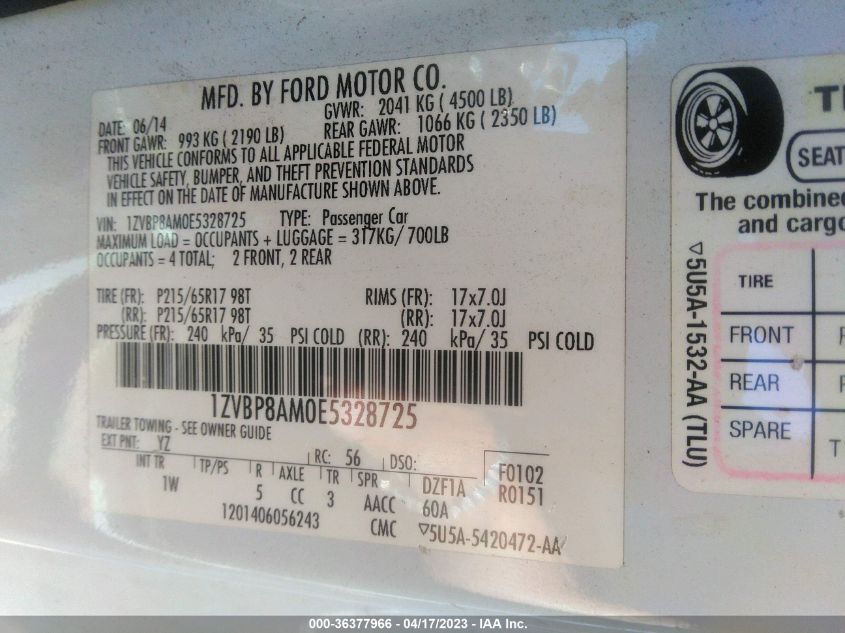 MFD. BY FORD MOTOR CO.
DATE: 06/14 GVWR: 2041 KG ( 4500 LB)
FRONT GAWR: 993 KG ( 2190 LB) REAR GAWR: 1066 KG ( 2350 LB)
THIS VEHICLE CONFORMS TO ALL APPLICABLE FEDERAL MOTOR
VEHICLE SAFETY, BUMPER, AND THEFT PREVENTION STANDARDS
IN EFFECT ON THE DATE OF MANUFACTURE SHOWN ABOVE.
VIN: 1ZVBP8AM0E5328725 TYPE: Passenger Car
MAXIMUM LOAD = OCCUPANTS + LUGGAGE = 317KG/ 700LB
OCCUPANTS = 4 TOTAL; 2 FRONT, 2 REAR
TIRE (FR): P215/65R17 98T RIMS (FR): 17x7.0J
(RR): P215/65R17 98T (RR): 17x7.0J
PRESSURE (FR): 240 kPa/ 35 PSI COLD (RR): 240 kPa/ 35 PSI COLD
1ZVBP8AM0E5328725
TRAILER TOWING - SEE OWNER GUIDE
EXT PNT: YZ RC: 56 DSO: F0102
INT TR TP/PS R AXLE TR SPR DZF1A R0151
1W 5 CC 3 AACC 60A
1201406056243 CMC ▽5U5A-5420472-AA
SEAT
The combined
and cargo
TIRE
FRONT
REAR
SPARE
T
▽5U5A-1532-AA (TLU)
000-36377966 - 04/17/2023 - IAA Inc.